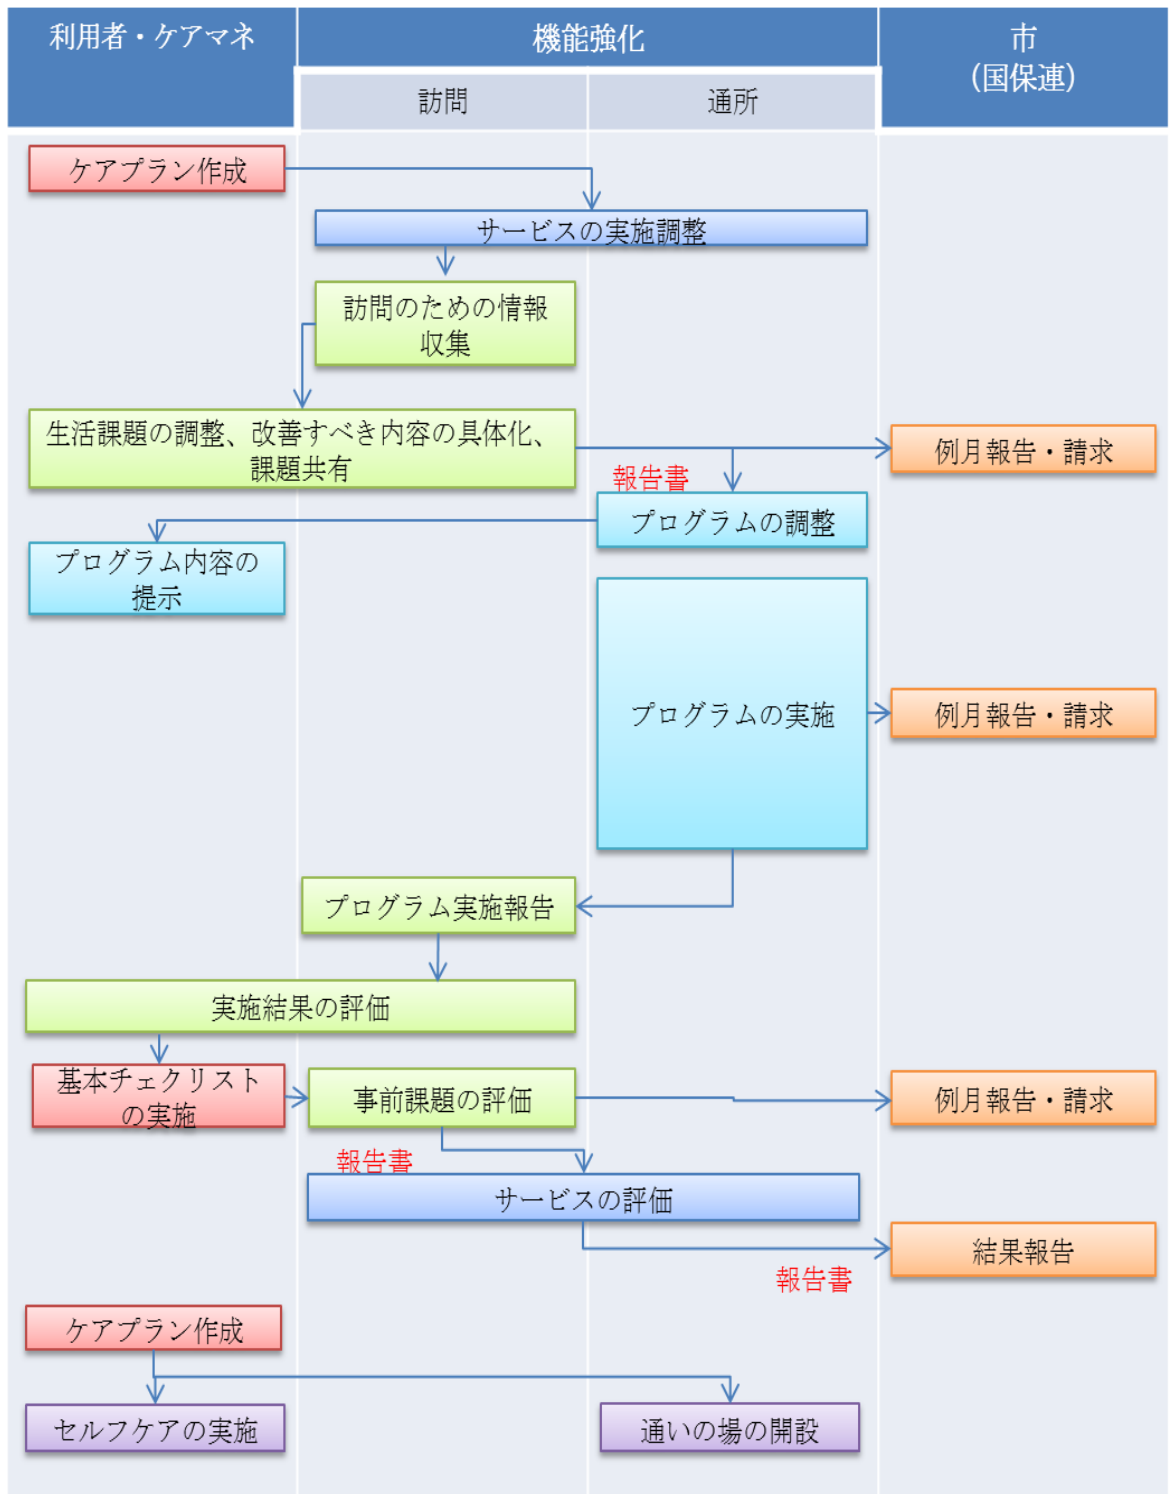 利用者・ケアマネ
機能強化
市
（国保連）
訪問
通所
ケアプラン作成
サービスの実施調整
訪問のための情報
収集
生活課題の調整、改善すべき内容の具体化、
課題共有
例月報告・請求
報告書
プログラムの調整
プログラム内容の
提示
プログラムの実施
例月報告・請求
プログラム実施報告
実施結果の評価
基本チェクリスト
の実施
事前課題の評価
例月報告・請求
報告書
サービスの評価
結果報告
報告書
ケアプラン作成
セルフケアの実施
通いの場の開設